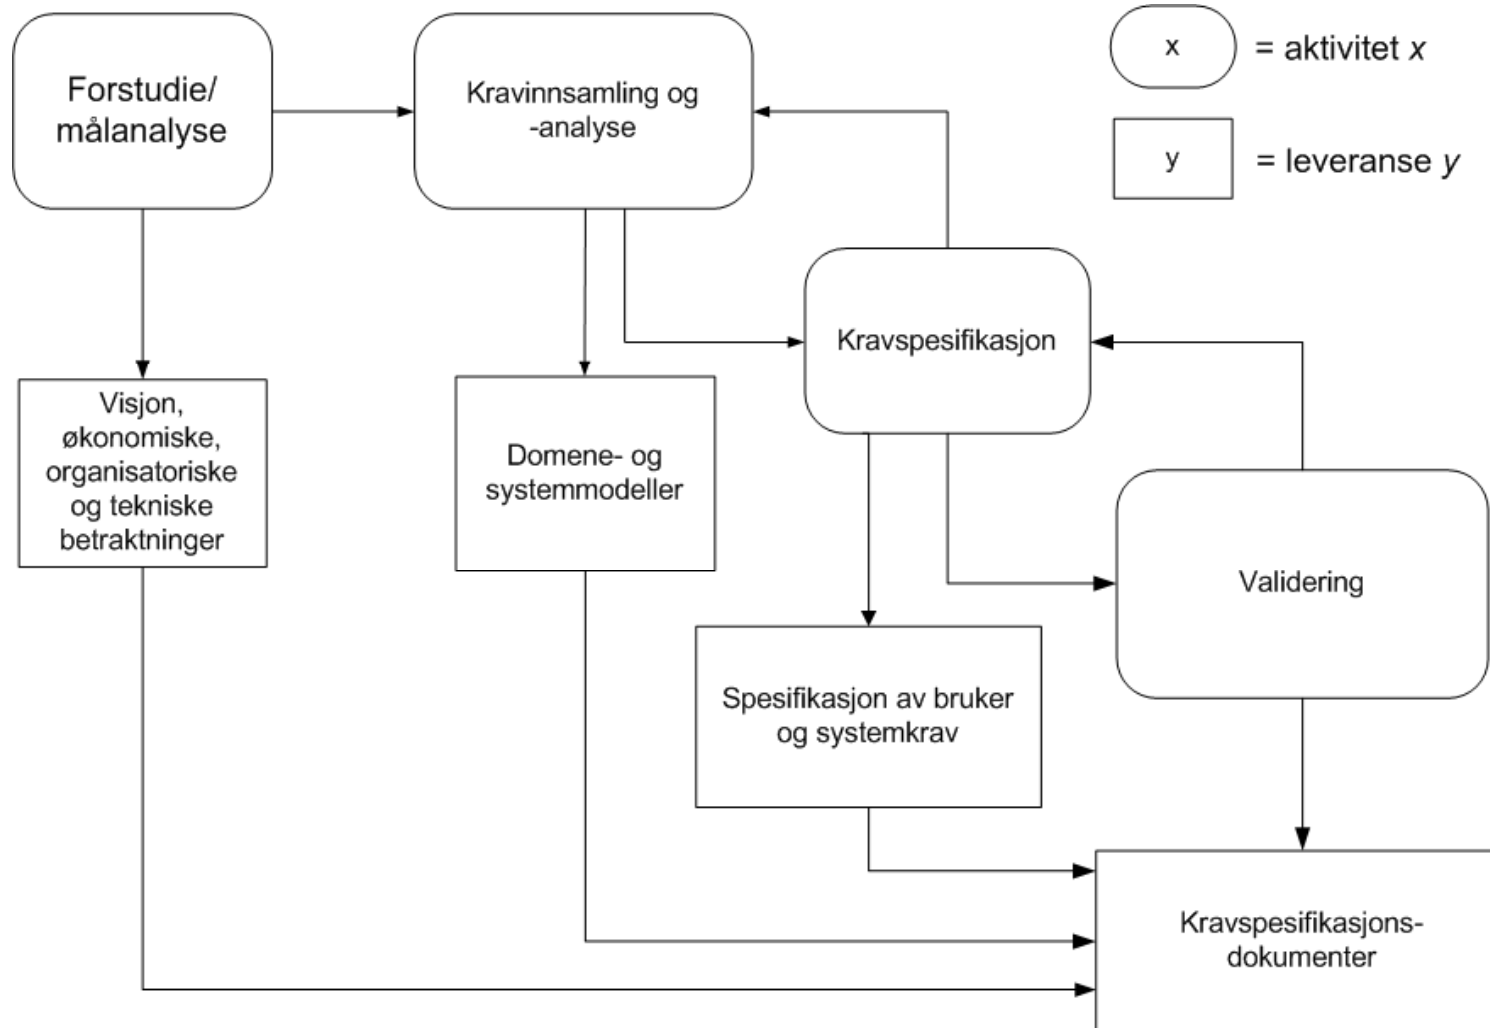 Forstudie/
målanalyse
Kravinnsamling og
-analyse
x
= aktivitet x
y
= leveranse y
Kravspesifikasjon
Visjon,
økonomiske,
organisatoriske
og tekniske
betraktninger
Domene- og
systemmodeller
Validering
Spesifikasjon av bruker
og systemkrav
Kravspesifikasjons-
dokumenter